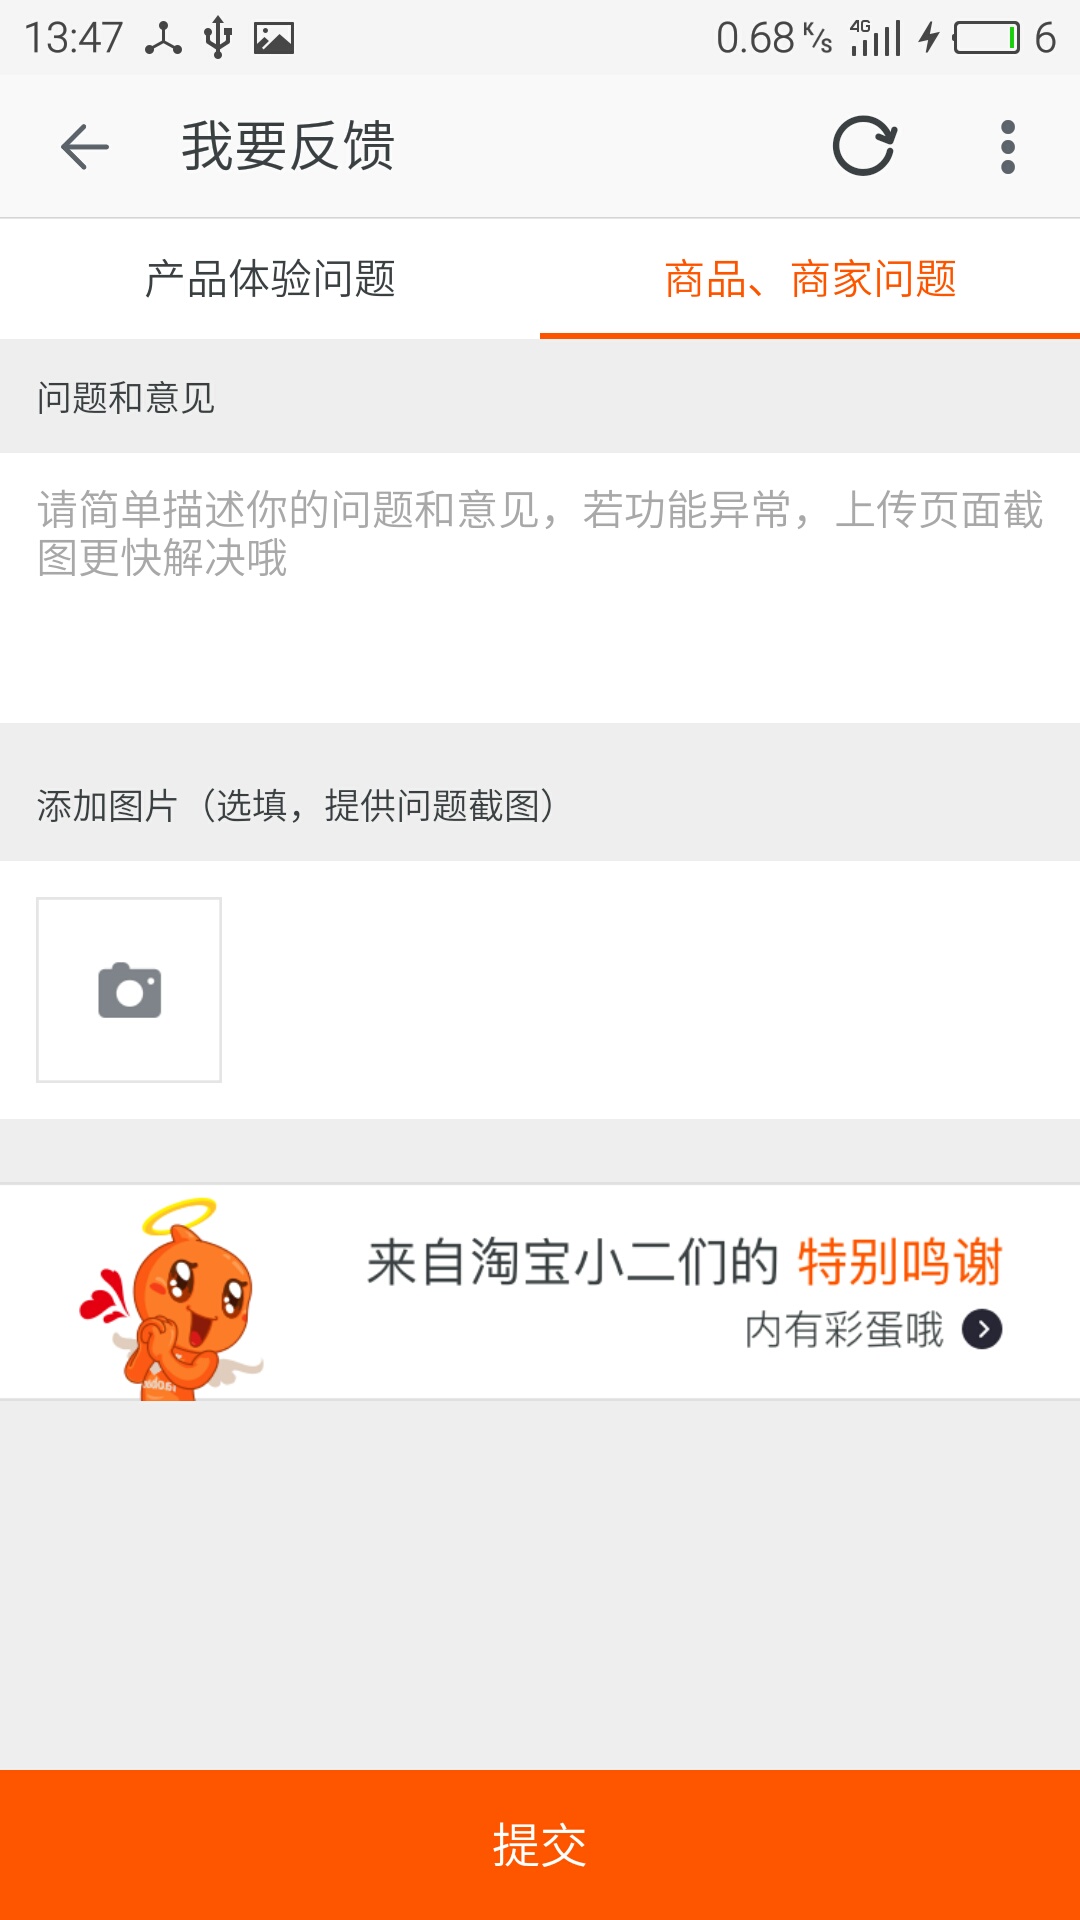 13:47 0.68 K/s 4G 6
我要反馈
产品体验问题 商品、商家问题
问题和意见
请简单描述你的问题和意见，若功能异常，上传页面截
图更快解决哦
添加图片（选填，提供问题截图）
来自淘宝小二们的 特别鸣谢
内有彩蛋哦
提交